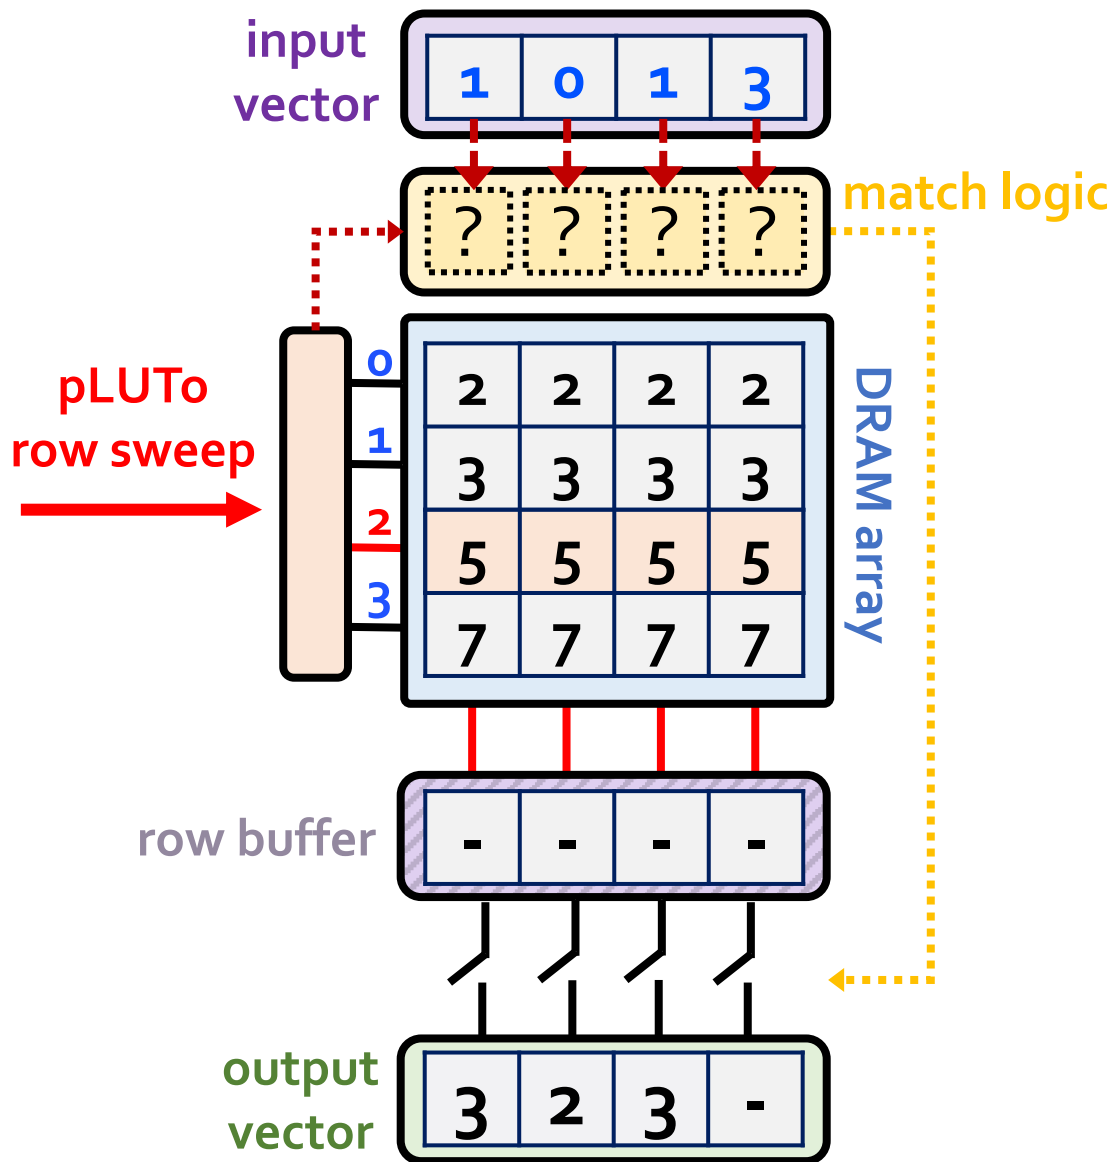 input
vector
1 0 1 3
? ? ? ?
match logic
pLUTo
row sweep
0
2 2 2 2
1
3 3 3 3
2
5 5 5 5
3
7 7 7 7
DRAM array
row buffer
- - - -
output
vector
3 2 3 -